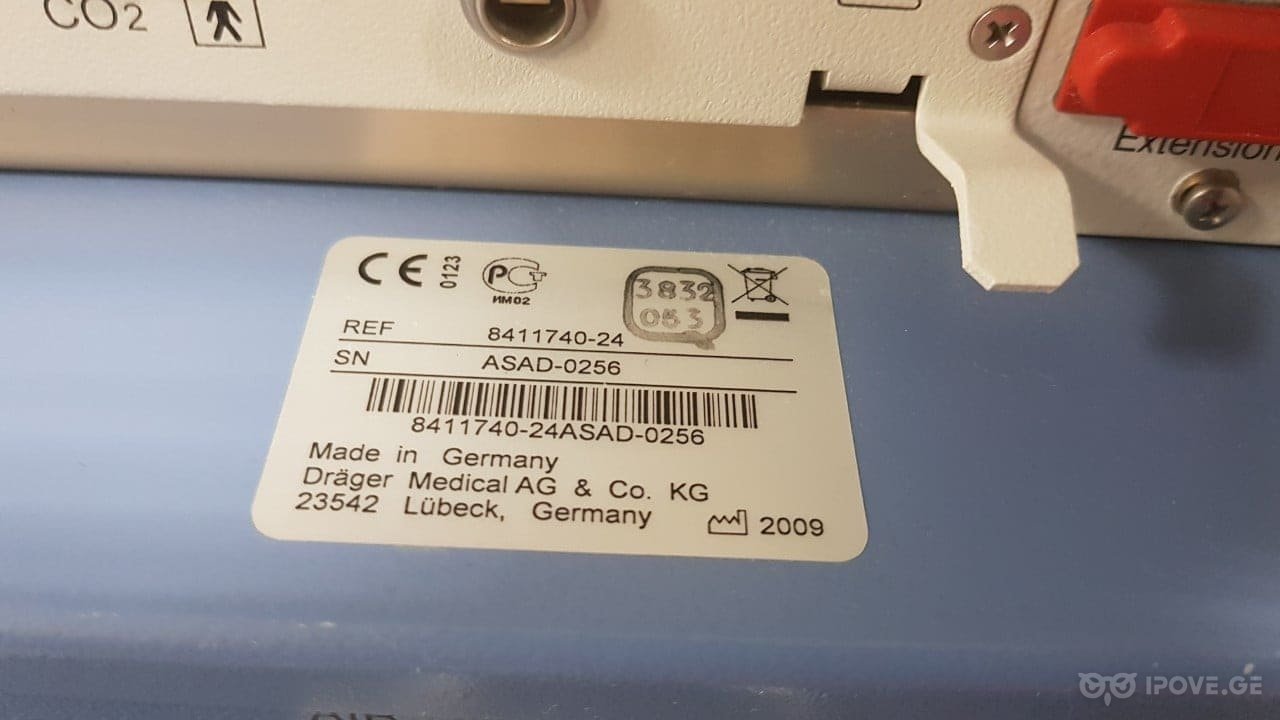 CO2
Extension
CE 0123
РСТ
ИМ02
3832
053
REF 8411740-24
SN ASAD-0256
8411740-24ASAD-0256
Made in Germany
Dräger Medical AG & Co. KG
23542 Lübeck, Germany
2009
IPOVE.GE